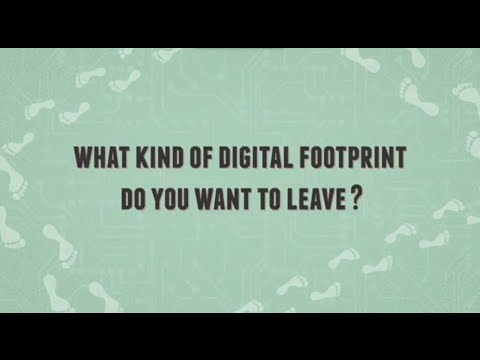 WHAT KIND OF DIGITAL FOOTPRINT
DO YOU WANT TO LEAVE?